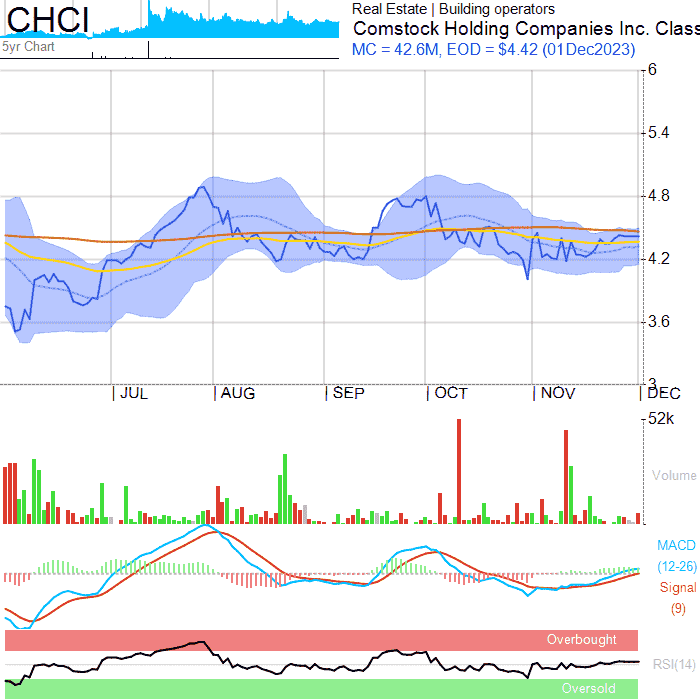 CHCI
5yr Chart
Real Estate | Building operators
Comstock Holding Companies Inc. Class
MC = 42.6M, EOD = $4.42 (01Dec2023)
6
5.4
4.8
4.2
3.6
3
JUL AUG SEP OCT NOV DEC
52k
Volume
MACD
(12-26)
Signal
(9)
Overbought
RSI(14)
Oversold